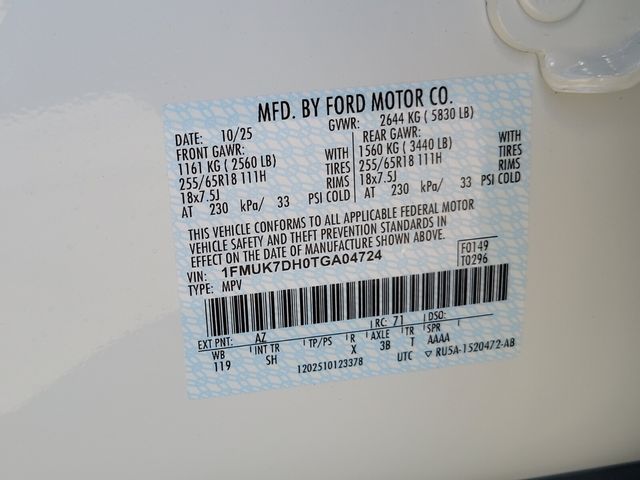 MFD. BY FORD MOTOR CO.
DATE: 10/25 GVWR: 2644 KG ( 5830 LB)
FRONT GAWR: REAR GAWR:
1161 KG ( 2560 LB) WITH 1560 KG ( 3440 LB) WITH
255/65R18 111H TIRES 255/65R18 111H TIRES
18x7.5J RIMS 18x7.5J RIMS
AT 230 kPa/ 33 PSI COLD AT 230 kPa/ 33 PSI COLD
THIS VEHICLE CONFORMS TO ALL APPLICABLE FEDERAL MOTOR
VEHICLE SAFETY AND THEFT PREVENTION STANDARDS IN
EFFECT ON THE DATE OF MANUFACTURE SHOWN ABOVE.
VIN: 1FMUK7DH0TGA04724 F0149
TYPE: MPV T0296
EXT PNT: AZ RC: 71 DSO:
WB INT TR TP/PS R AXLE TR SPR
119 SH X 3B T AAAA
1202510123378 UTC ▽ RU5A-1520472-AB